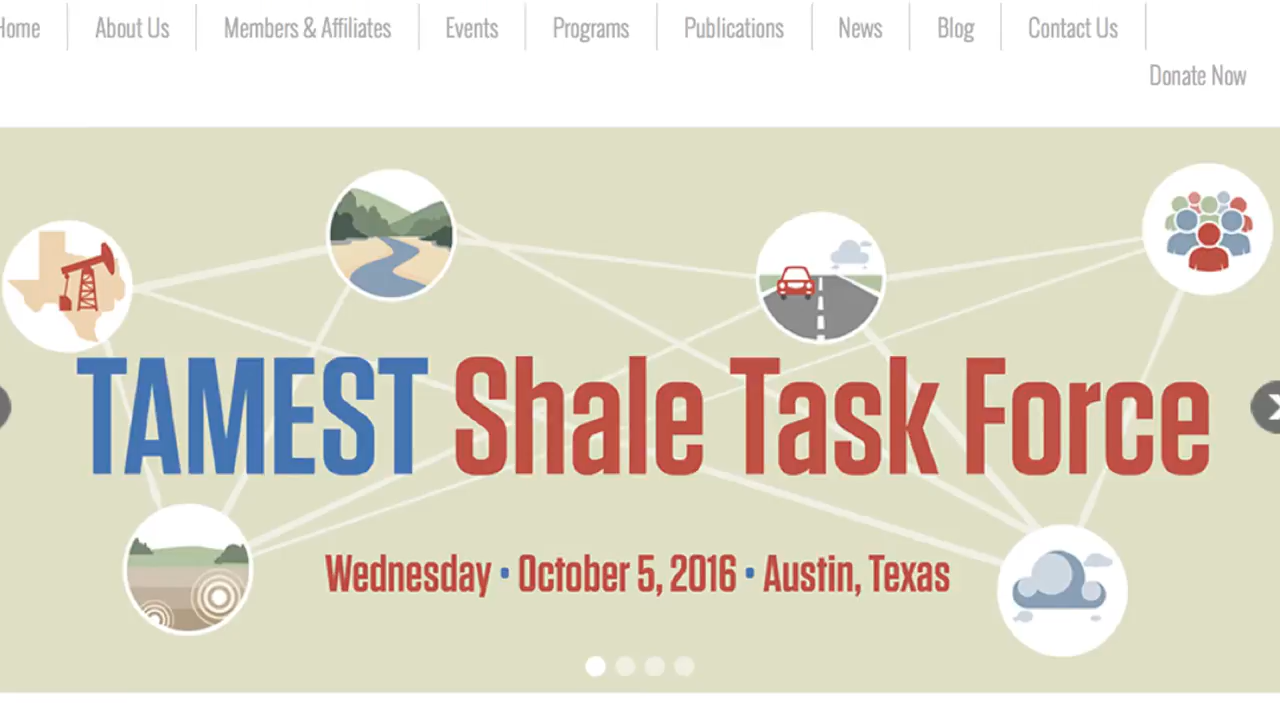 Home About Us Members & Affiliates Events Programs Publications News Blog Contact Us
Donate Now
TAMEST Shale Task Force
Wednesday • October 5, 2016 • Austin, Texas